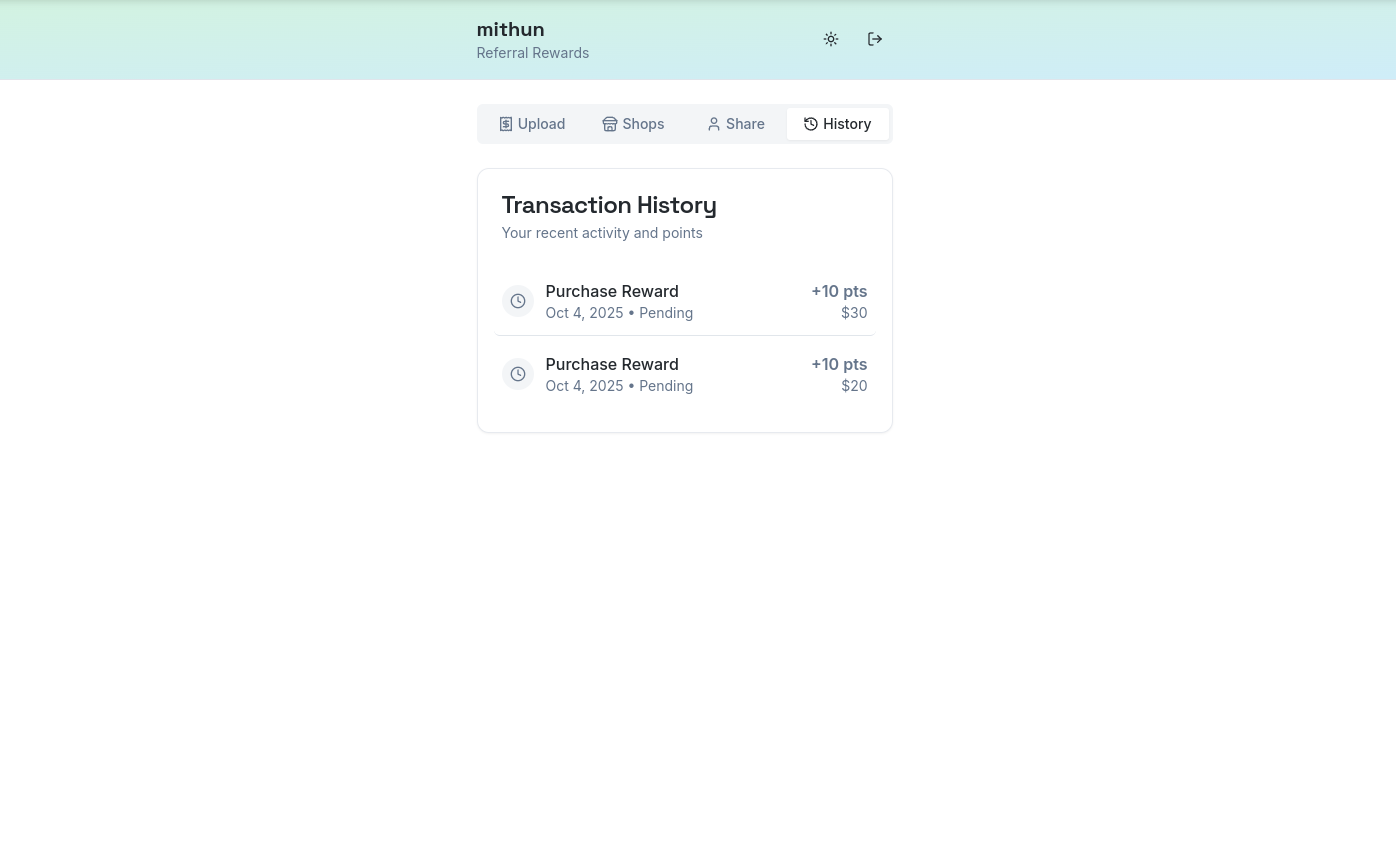 mithun
Referral Rewards
Upload
Shops
Share
History
Transaction History
Your recent activity and points
Purchase Reward
+10 pts
Oct 4, 2025 • Pending
$30
Purchase Reward
+10 pts
Oct 4, 2025 • Pending
$20